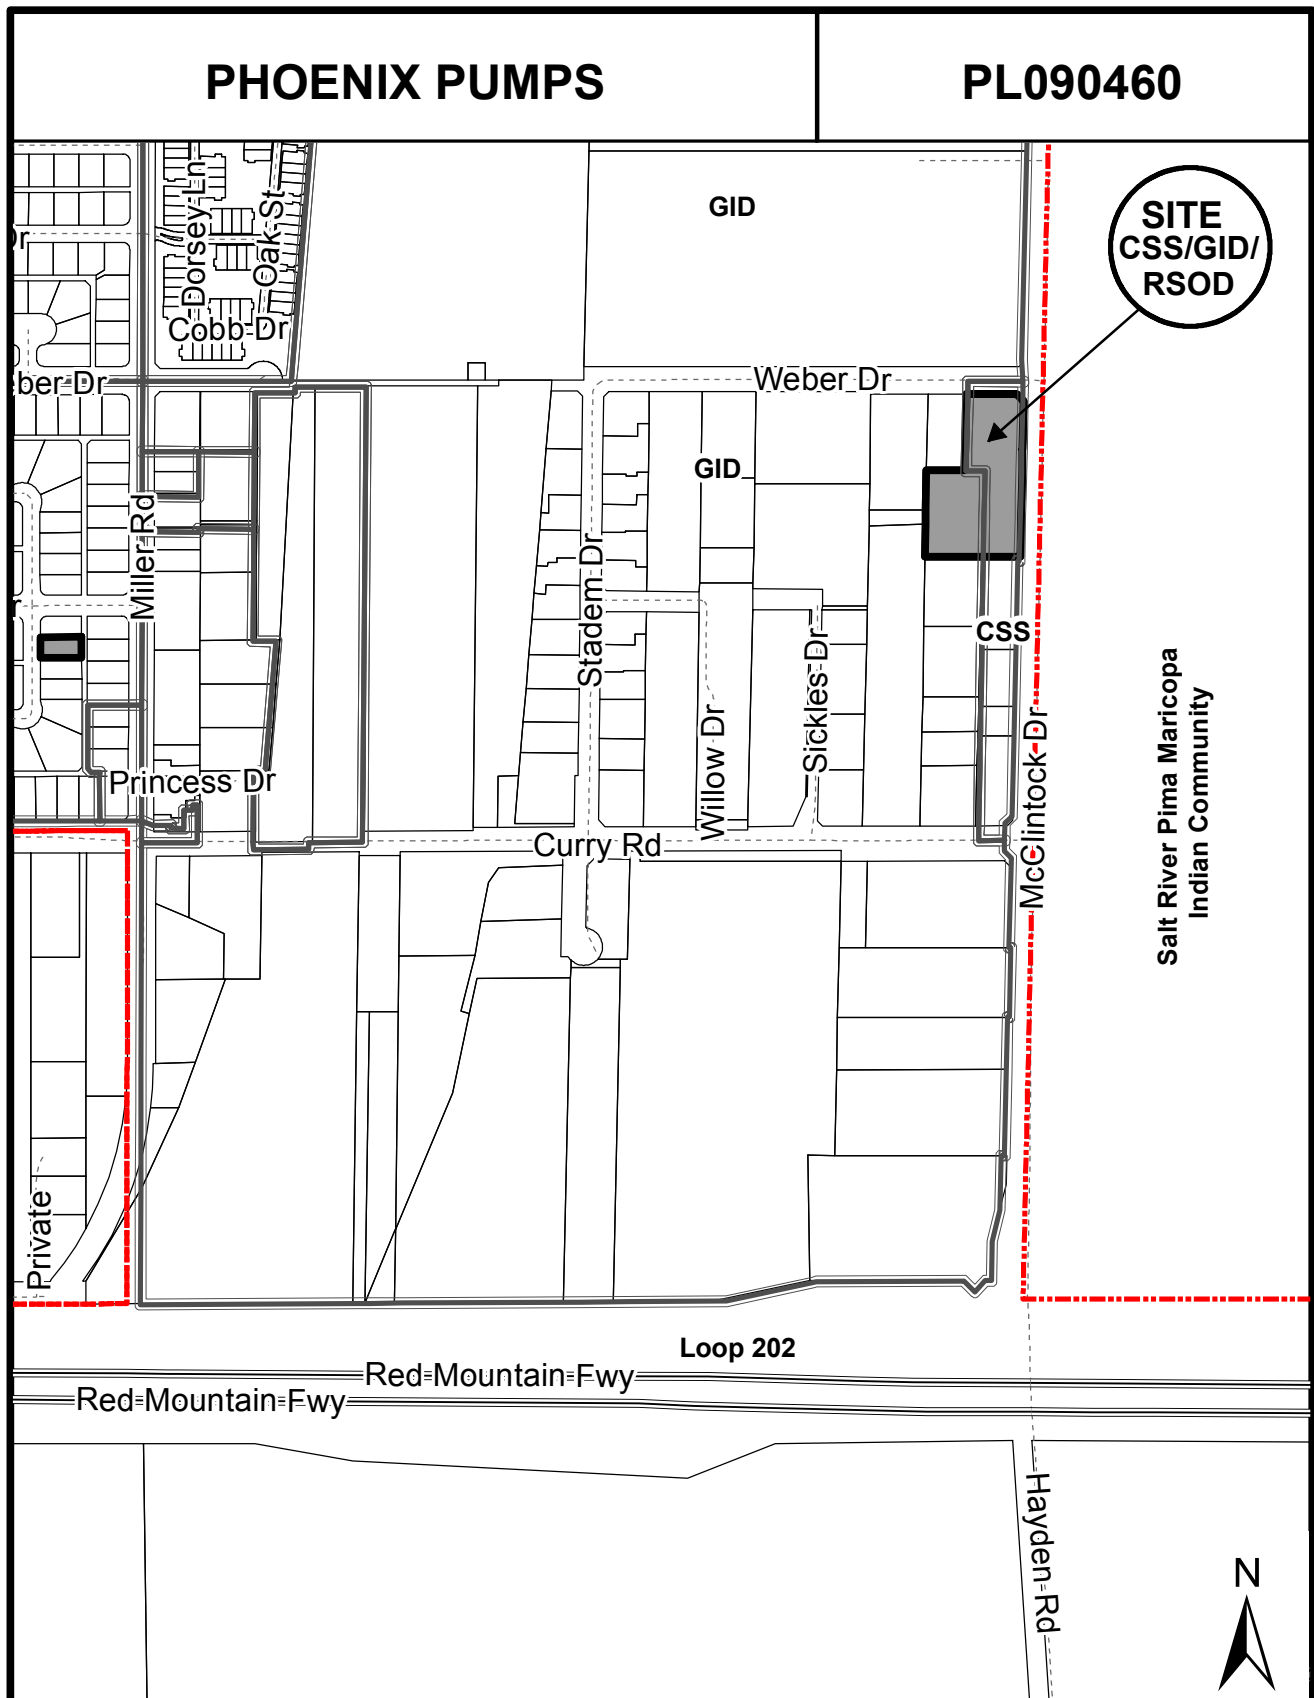 PHOENIX PUMPS
PL090460
Dorsey Ln
Oak St
GID
SITE
CSS/GID/
RSOD
Dr
Cobb Dr
ber Dr
Weber Dr
GID
Miller Rd
Stadem Dr
CSS
Sickles Dr
Willow Dr
McClintock Dr
Salt River Pima Maricopa
Indian Community
Princess Dr
Curry Rd
Private
Loop 202
Red Mountain Fwy
Red Mountain Fwy
Hayden Rd
N